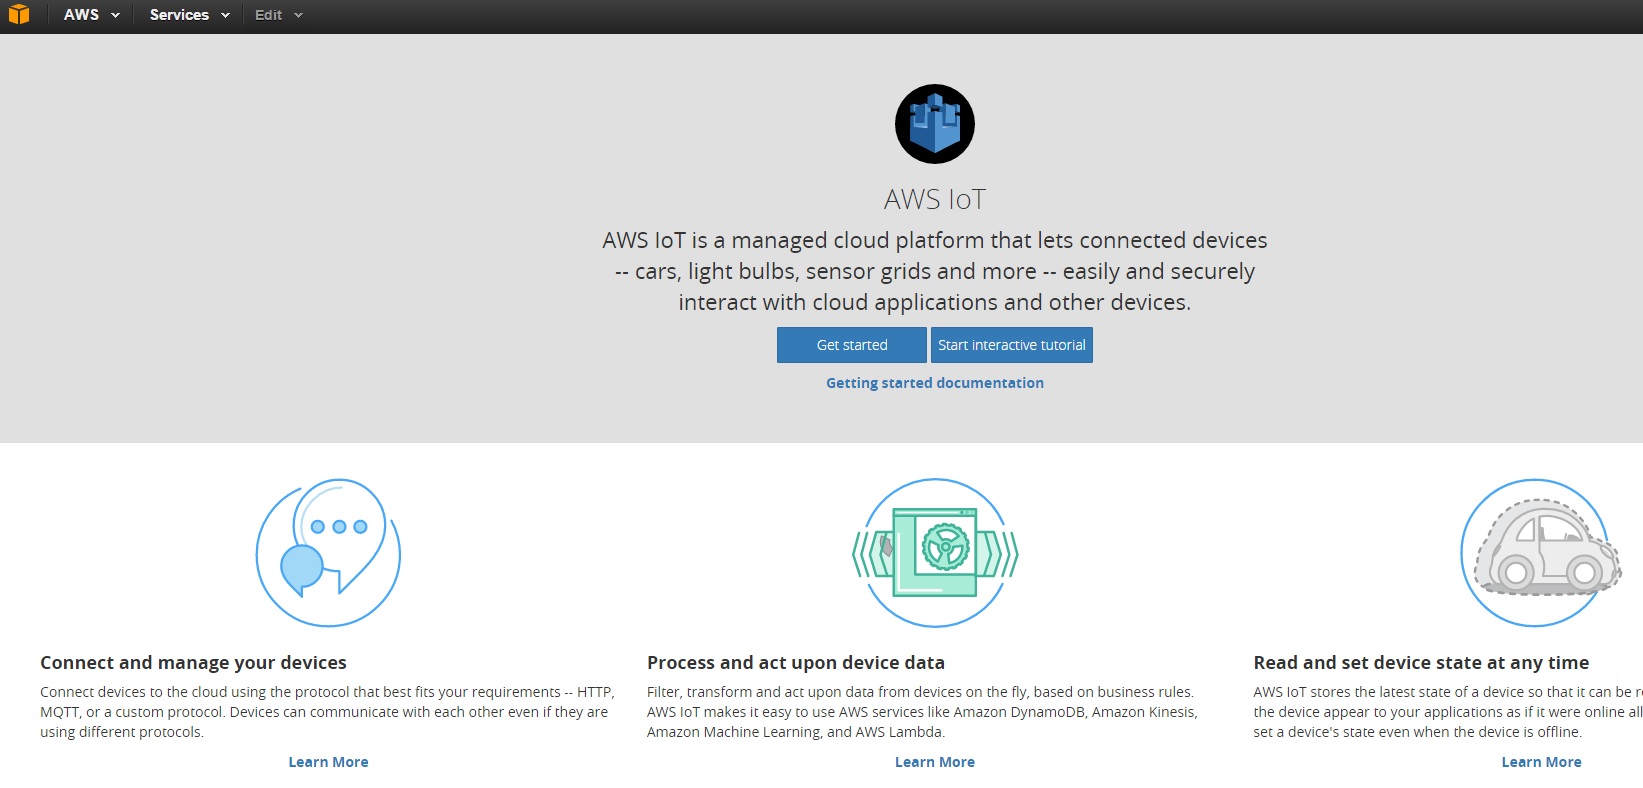 AWS Services Edit
AWS IoT
AWS IoT is a managed cloud platform that lets connected devices
-- cars, light bulbs, sensor grids and more -- easily and securely
interact with cloud applications and other devices.
Get started Start interactive tutorial
Getting started documentation
Connect and manage your devices
Connect devices to the cloud using the protocol that best fits your requirements -- HTTP,
MQTT, or a custom protocol. Devices can communicate with each other even if they are
using different protocols.
Learn More
Process and act upon device data
Filter, transform and act upon data from devices on the fly, based on business rules.
AWS IoT makes it easy to use AWS services like Amazon DynamoDB, Amazon Kinesis,
Amazon Machine Learning, and AWS Lambda.
Learn More
Read and set device state at any time
AWS IoT stores the latest state of a device so that it can be
the device appear to your applications as if it were online
set a device's state even when the device is offline.
Learn More